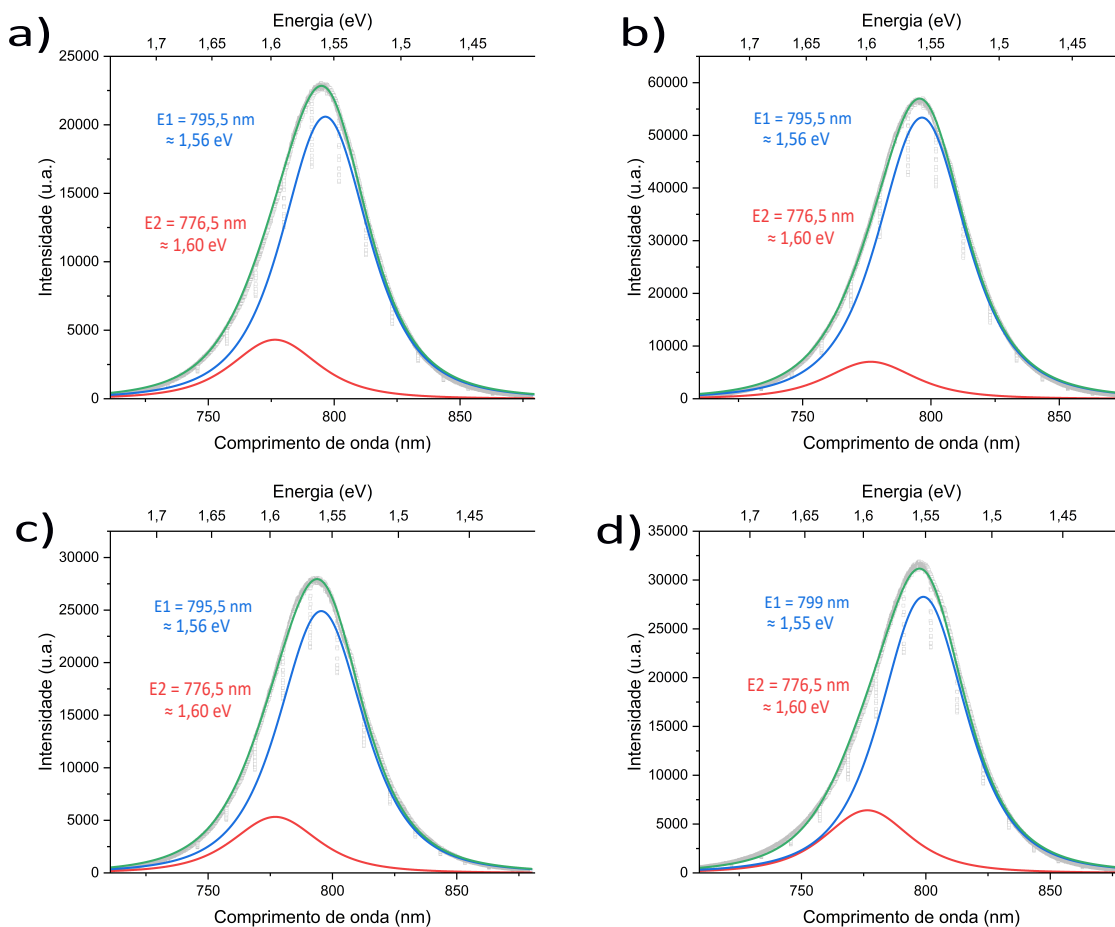 a)
Energia (eV)
1,7 1,65 1,6 1,55 1,5 1,45
25000
20000
15000
10000
5000
0
Intensidade (u.a.)
E1 = 795,5 nm
≈ 1,56 eV
E2 = 776,5 nm
≈ 1,60 eV
750 800 850
Comprimento de onda (nm)
b)
Energia (eV)
1,7 1,65 1,6 1,55 1,5 1,45
60000
50000
40000
30000
20000
10000
0
Intensidade (u.a.)
E1 = 795,5 nm
≈ 1,56 eV
E2 = 776,5 nm
≈ 1,60 eV
750 800 850
Comprimento de onda (nm)
c)
Energia (eV)
1,7 1,65 1,6 1,55 1,5 1,45
30000
25000
20000
15000
10000
5000
0
Intensidade (u.a.)
E1 = 795,5 nm
≈ 1,56 eV
E2 = 776,5 nm
≈ 1,60 eV
750 800 850
Comprimento de onda (nm)
d)
Energia (eV)
1,7 1,65 1,6 1,55 1,5 1,45
35000
30000
25000
20000
15000
10000
5000
0
Intensidade (u.a.)
E1 = 799 nm
≈ 1,55 eV
E2 = 776,5 nm
≈ 1,60 eV
750 800 850
Comprimento de onda (nm)